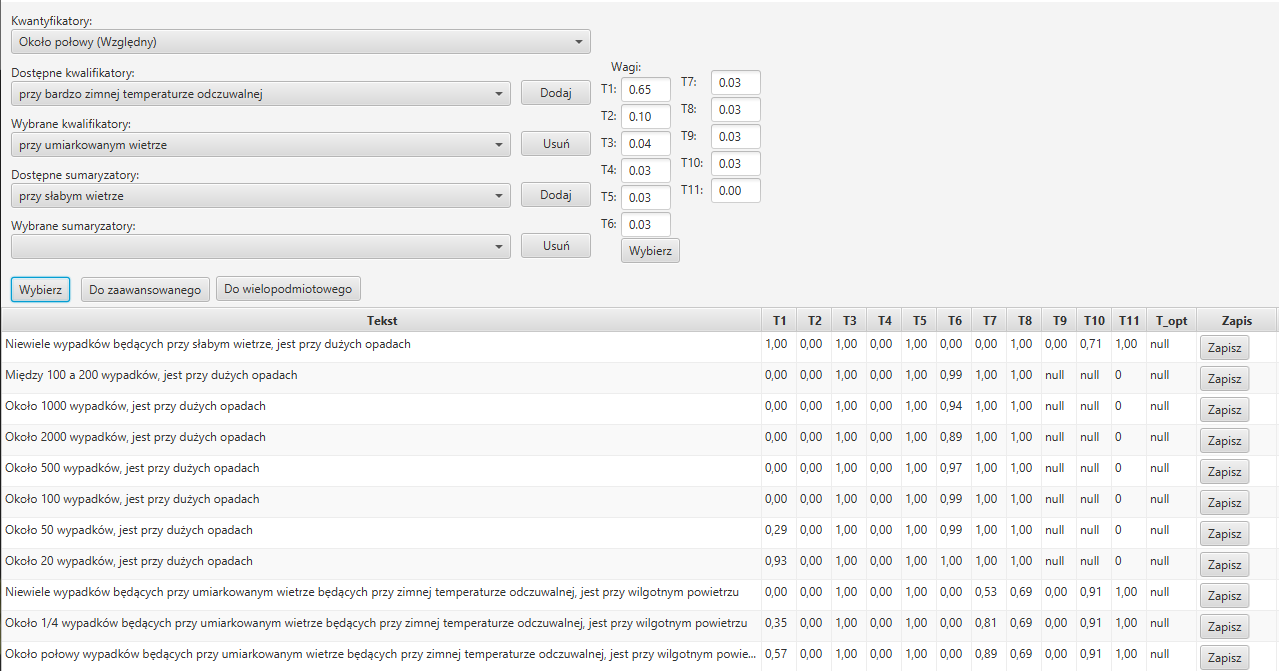 Kwantyfikatory:
Około połowy (Względny)
Dostępne kwalifikatory:
przy bardzo zimnej temperaturze odczuwalnej
Dodaj
Wybrane kwalifikatory:
przy umiarkowanym wietrze
Usuń
Dostępne sumaryzatory:
przy słabym wietrze
Dodaj
Wybrane sumaryzatory:
Usuń
Wagi:
T1: 0.65
T2: 0.10
T3: 0.04
T4: 0.03
T5: 0.03
T6: 0.03
Wybierz
T7: 0.03
T8: 0.03
T9: 0.03
T10: 0.03
T11: 0.00
Wybierz Do zaawansowanego Do wielopodmiotowego
Tekst T1 T2 T3 T4 T5 T6 T7 T8 T9 T10 T11 T_opt Zapis
Niewiele wypadków będących przy słabym wietrze, jest przy dużych opadach 1,00 0,00 1,00 0,00 1,00 0,00 0,00 1,00 0,00 0,71 1,00 null Zapisz
Między 100 a 200 wypadków, jest przy dużych opadach 0,00 0,00 1,00 0,00 1,00 0,99 1,00 1,00 null null 0 null Zapisz
Około 1000 wypadków, jest przy dużych opadach 0,00 0,00 1,00 0,00 1,00 0,94 1,00 1,00 null null 0 null Zapisz
Około 2000 wypadków, jest przy dużych opadach 0,00 0,00 1,00 0,00 1,00 0,89 1,00 1,00 null null 0 null Zapisz
Około 500 wypadków, jest przy dużych opadach 0,00 0,00 1,00 0,00 1,00 0,97 1,00 1,00 null null 0 null Zapisz
Około 100 wypadków, jest przy dużych opadach 0,00 0,00 1,00 0,00 1,00 0,99 1,00 1,00 null null 0 null Zapisz
Około 50 wypadków, jest przy dużych opadach 0,29 0,00 1,00 0,00 1,00 0,99 1,00 1,00 null null 0 null Zapisz
Około 20 wypadków, jest przy dużych opadach 0,93 0,00 1,00 0,00 1,00 1,00 1,00 1,00 null null 0 null Zapisz
Niewiele wypadków będących przy umiarkowanym wietrze będących przy zimnej temperaturze odczuwalnej, jest przy wilgotnym powietrzu 0,00 0,00 1,00 0,00 1,00 0,00 0,53 0,69 0,00 0,91 1,00 null Zapisz
Około 1/4 wypadków będących przy umiarkowanym wietrze będących przy zimnej temperaturze odczuwalnej, jest przy wilgotnym powietrzu 0,35 0,00 1,00 0,00 1,00 0,00 0,81 0,69 0,00 0,91 1,00 null Zapisz
Około połowy wypadków będących przy umiarkowanym wietrze będących przy zimnej temperaturze odczuwalnej, jest przy wilgotnym powie... 0,57 0,00 1,00 0,00 1,00 0,00 0,89 0,69 0,00 0,91 1,00 null Zapisz